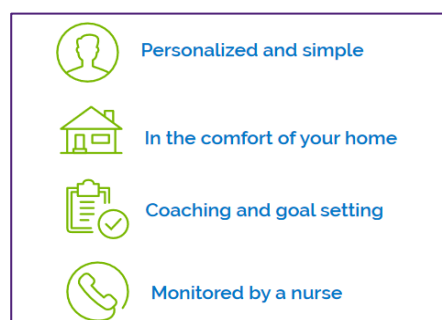 Personalized and simple
In the comfort of your home
Coaching and goal setting
Monitored by a nurse